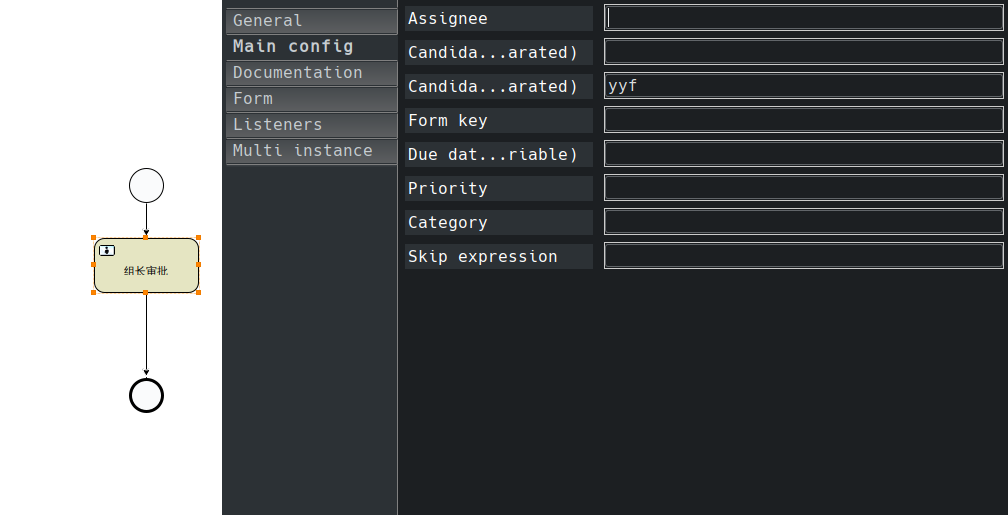 General
Main config
Documentation
Form
Listeners
Multi instance
Assignee
Candida...arated)
Candida...arated) yyf
Form key
Due dat...riable)
Priority
Category
Skip expression
组长审批